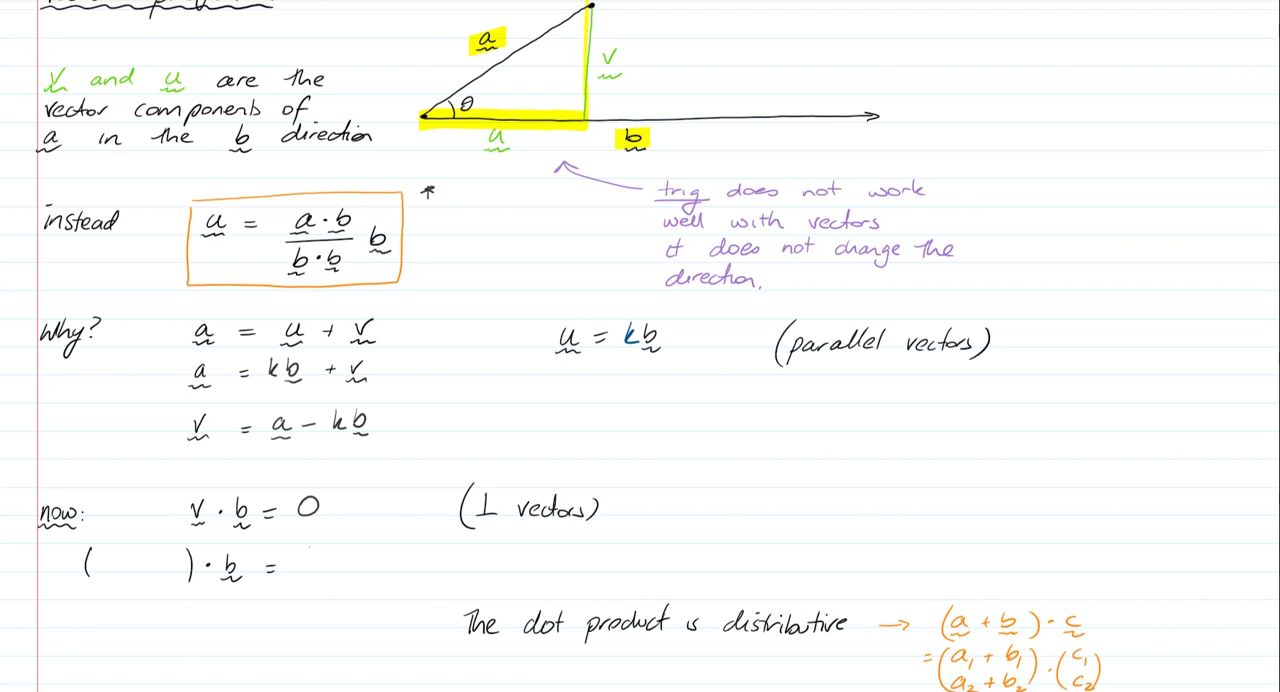 a
v
θ
u
b
v and u are the
vector components of
a in the b direction
trig does not work
well with vectors
it does not change the
direction.
instead u = a · b / b · b b *
Why? a = u + v u = kb (parallel vectors)
a = kb + v
v = a - kb
now: v · b = 0 (⊥ vectors)
( ) · b =
The dot product is distributive → (a + b) · c
= (a₁ + b₁ a₂ + b₂) · (c₁ c₂)